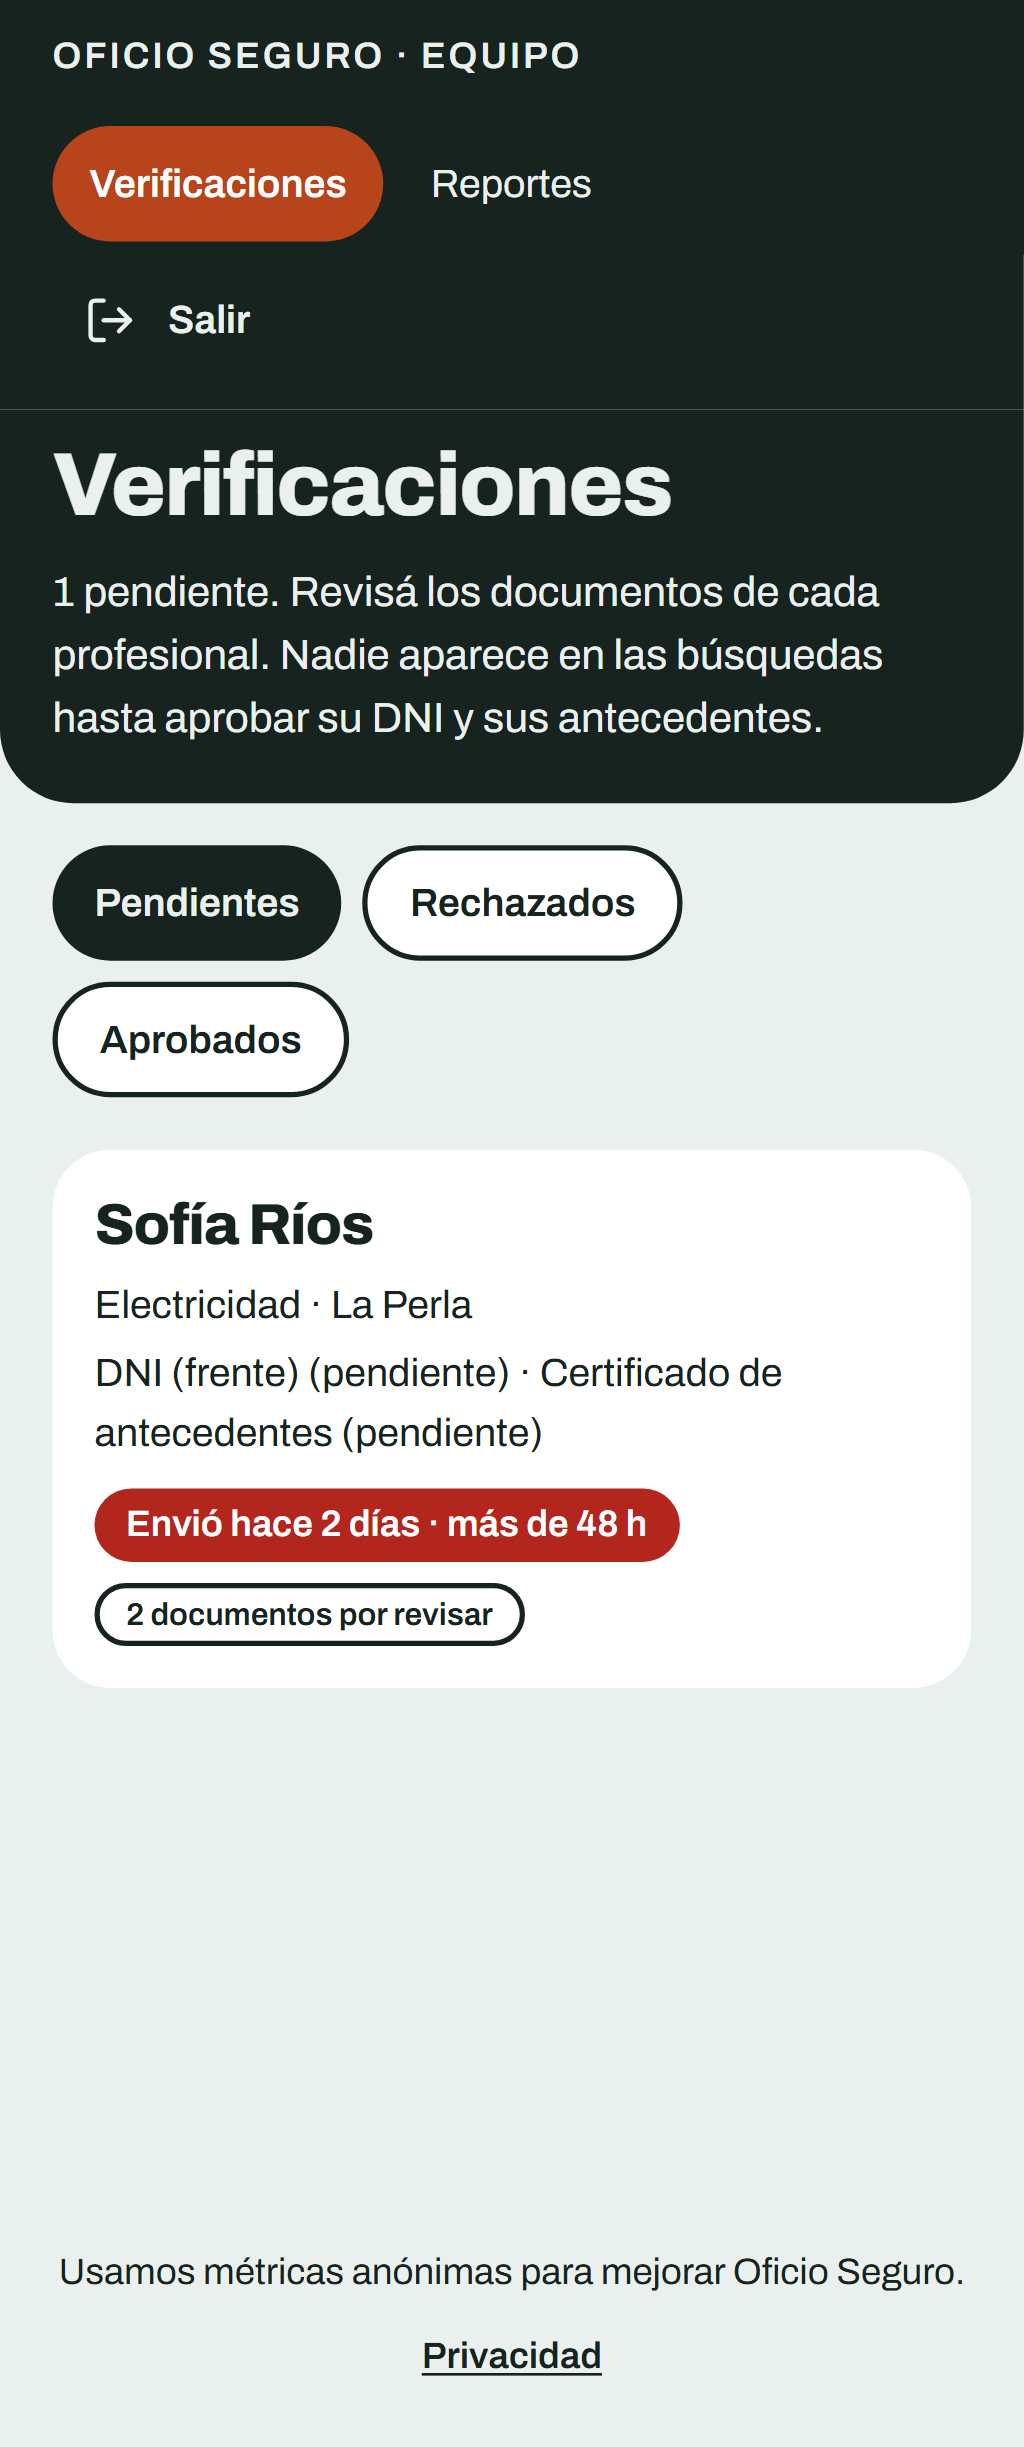 OFICIO SEGURO · EQUIPO
Verificaciones
Reportes
Salir
Verificaciones
1 pendiente. Revisá los documentos de cada
profesional. Nadie aparece en las búsquedas
hasta aprobar su DNI y sus antecedentes.
Pendientes
Rechazados
Aprobados
Sofía Ríos
Electricidad · La Perla
DNI (frente) (pendiente) · Certificado de
antecedentes (pendiente)
Envió hace 2 días · más de 48 h
2 documentos por revisar
Usamos métricas anónimas para mejorar Oficio Seguro.
Privacidad